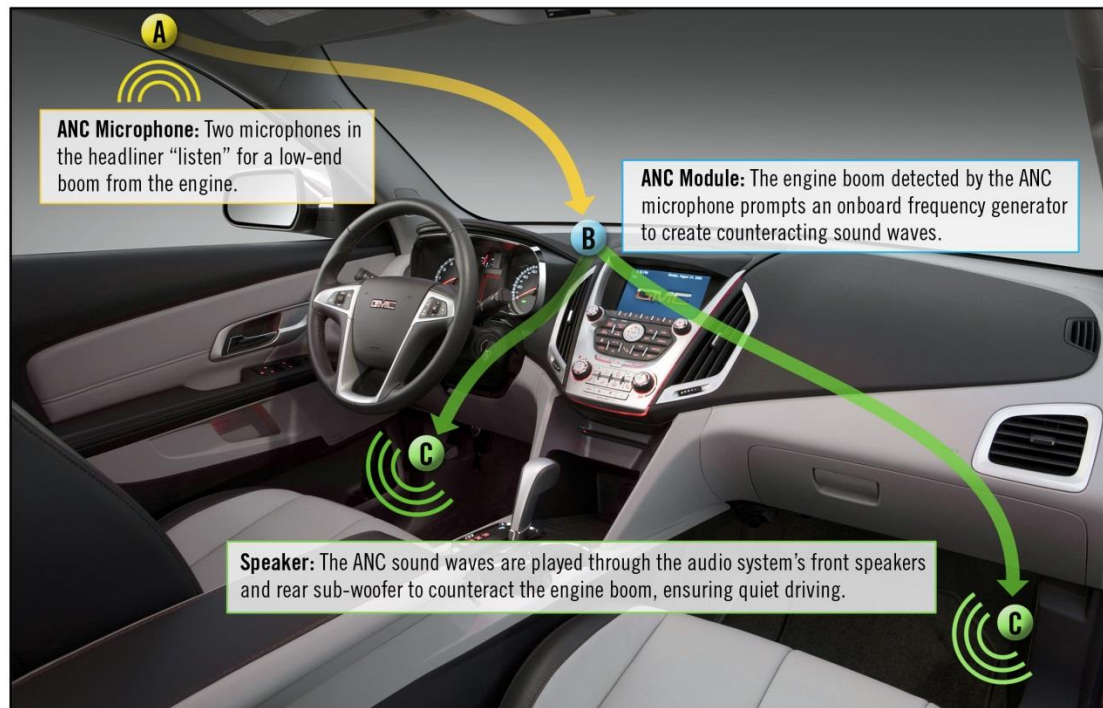 A
ANC Microphone: Two microphones in
the headliner “listen” for a low-end
boom from the engine.
ANC Module: The engine boom detected by the ANC
microphone prompts an onboard frequency generator
to create counteracting sound waves.
B
GMC
GMC
C
Speaker: The ANC sound waves are played through the audio system’s front speakers
and rear sub-woofer to counteract the engine boom, ensuring quiet driving.
C